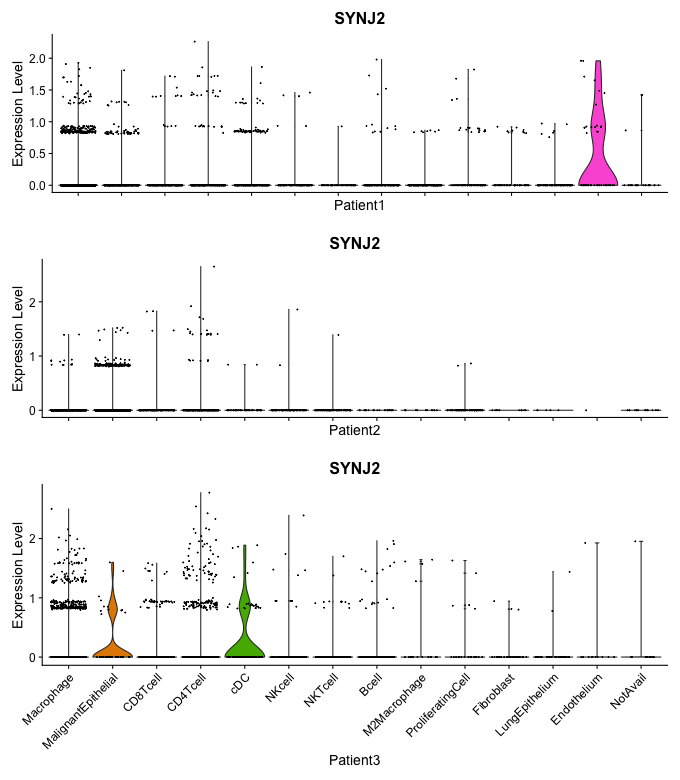 SYNJ2
Expression Level
2.0
1.5
1.0
0.5
0.0
Patient1
SYNJ2
Expression Level
2
1
0
Patient2
SYNJ2
Expression Level
2
1
0
Macrophage
MalignantEpithelial
CD8Tcell
CD4Tcell
cDC
NKcell
NKTcell
Bcell
M2Macrophage
ProliferatingCell
Fibroblast
LungEpithelium
Endothelium
NotAvail
Patient3